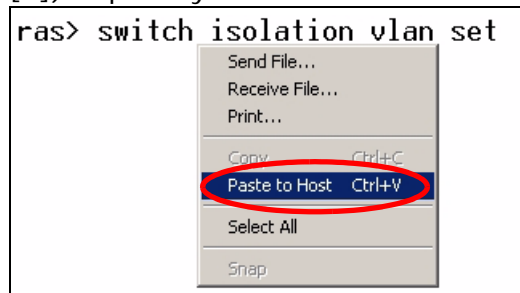 ras> switch isolation vlan set
Send File...
Receive File...
Print...
Copy Ctrl+C
Paste to Host Ctrl+V
Select All
Snap